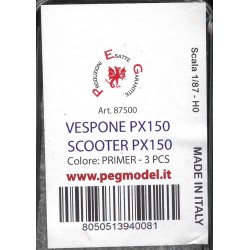 PRODUZIONI ESATTE GARANTITE
Art. 87500
VESPONE PX150
SCOOTER PX150
Colore: PRIMER - 3 PCS
www.pegmodel.it
8050513940081
Scala 1/87 - H0
MADE IN ITALY